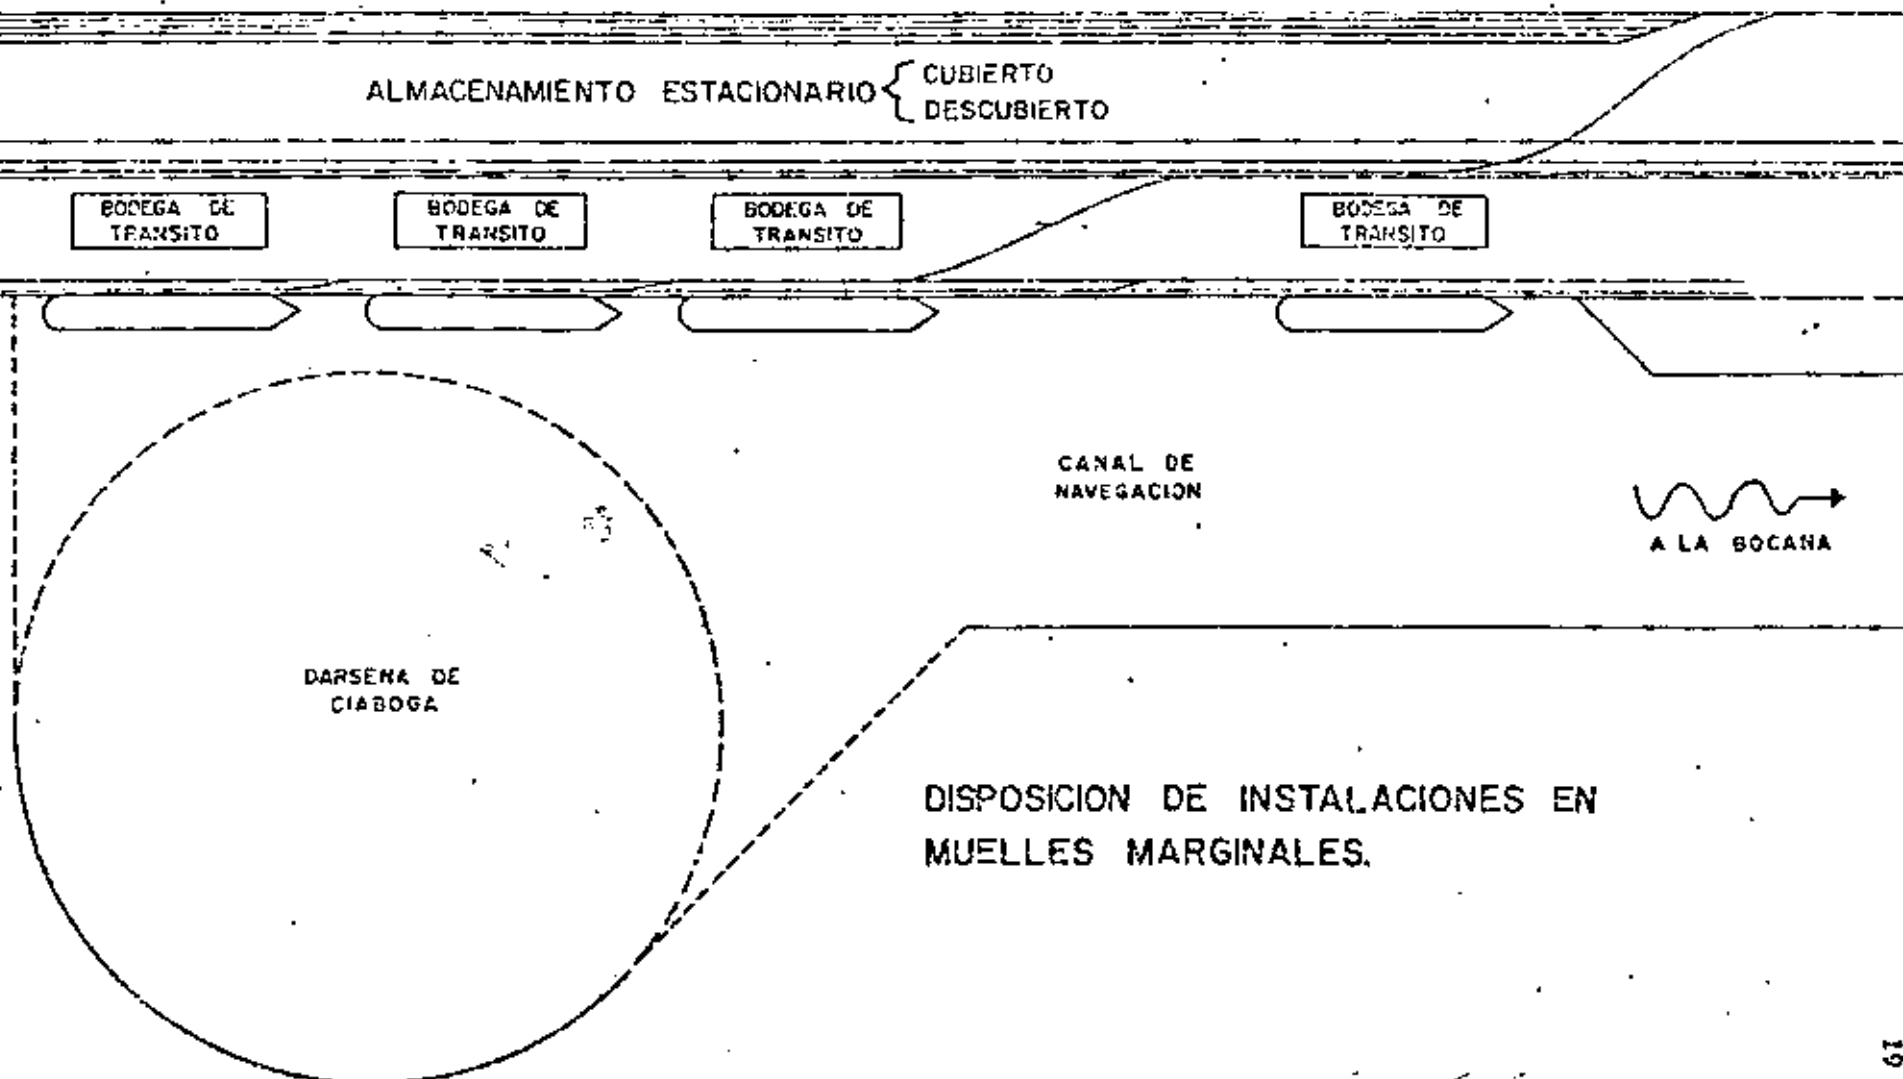 ALMACENAMIENTO ESTACIONARIO { CUBIERTO
DESCUBIERTO
BODEGA DE
TRANSITO
BODEGA DE
TRANSITO
BODEGA DE
TRANSITO
BODEGA DE
TRANSITO
CANAL DE
NAVEGACION
A LA BOCANA
DARSENA DE
CIABOGA
DISPOSICION DE INSTALACIONES EN
MUELLES MARGINALES.
19